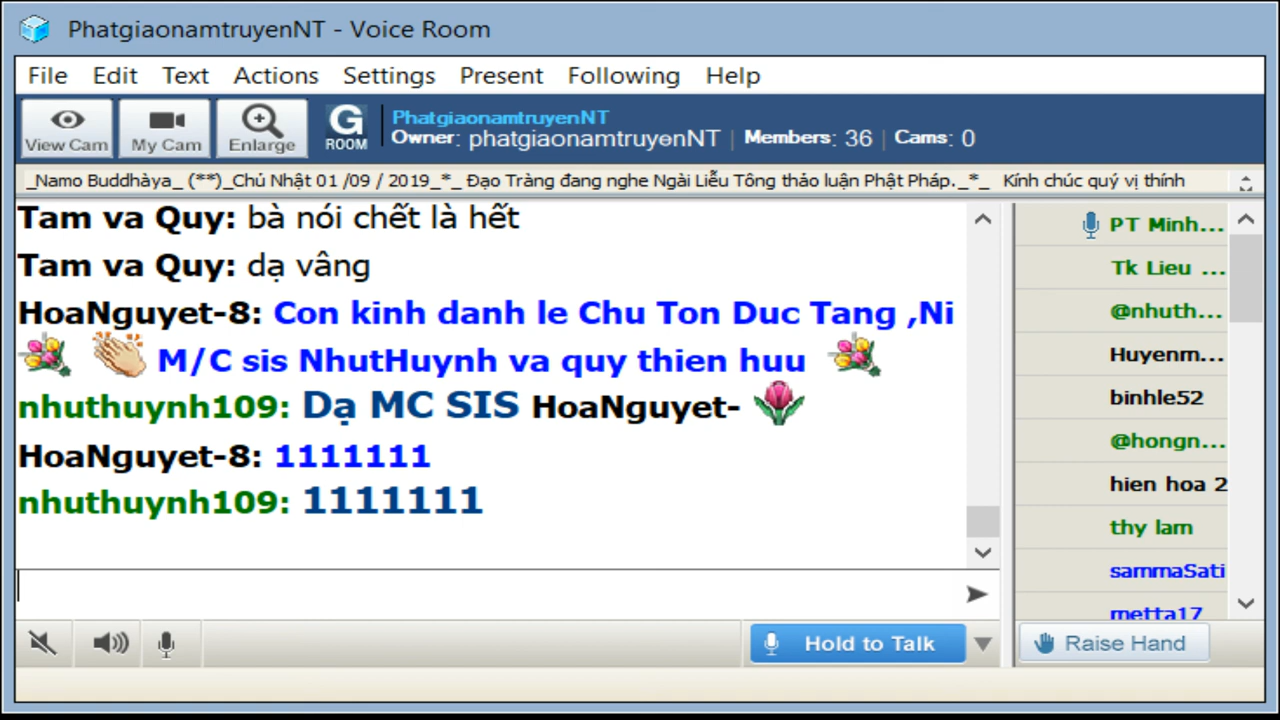 PhatgiaonamtruyenNT - Voice Room
File Edit Text Actions Settings Present Following Help
View Cam My Cam Enlarge
G ROOM
PhatgiaonamtruyenNT
Owner: phatgiaonamtruyenNT | Members: 36 | Cams: 0
_Namo Buddhàya_ (**)_Chủ Nhật 01 /09 / 2019_*_ Đạo Tràng đang nghe Ngài Liễu Tông thảo luận Phật Pháp._*_ Kính chúc quý vị thính
Tam va Quy: bà nói chết là hết
Tam va Quy: dạ vâng
HoaNguyet-8: Con kinh danh le Chu Ton Duc Tang ,Ni
M/C sis NhutHuynh va quy thien huu
nhuthuynh109: Dạ MC SIS HoaNguyet-
HoaNguyet-8: 1111111
nhuthuynh109: 1111111
PT Minh...
Tk Lieu ...
@nhuth...
Huyenm...
binhle52
@hongn...
hien hoa 2
thy lam
sammaSati
metta17
Hold to Talk
Raise Hand